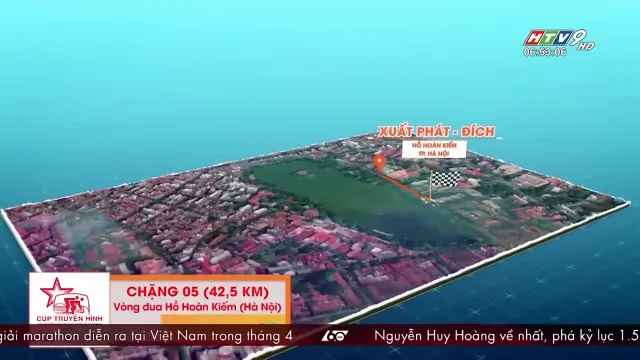 HTV9 HD
06:53:06
XUẤT PHÁT - ĐÍCH
HỒ HOÀN KIẾM
TP. HÀ NỘI
CHẶNG 05 (42,5 KM)
Vòng đua Hồ Hoàn Kiếm (Hà Nội)
CÚP TRUYỀN HÌNH
giải marathon diễn ra tại Việt Nam trong tháng 4
Nguyễn Huy Hoàng về nhất, phá kỷ lục 1.5